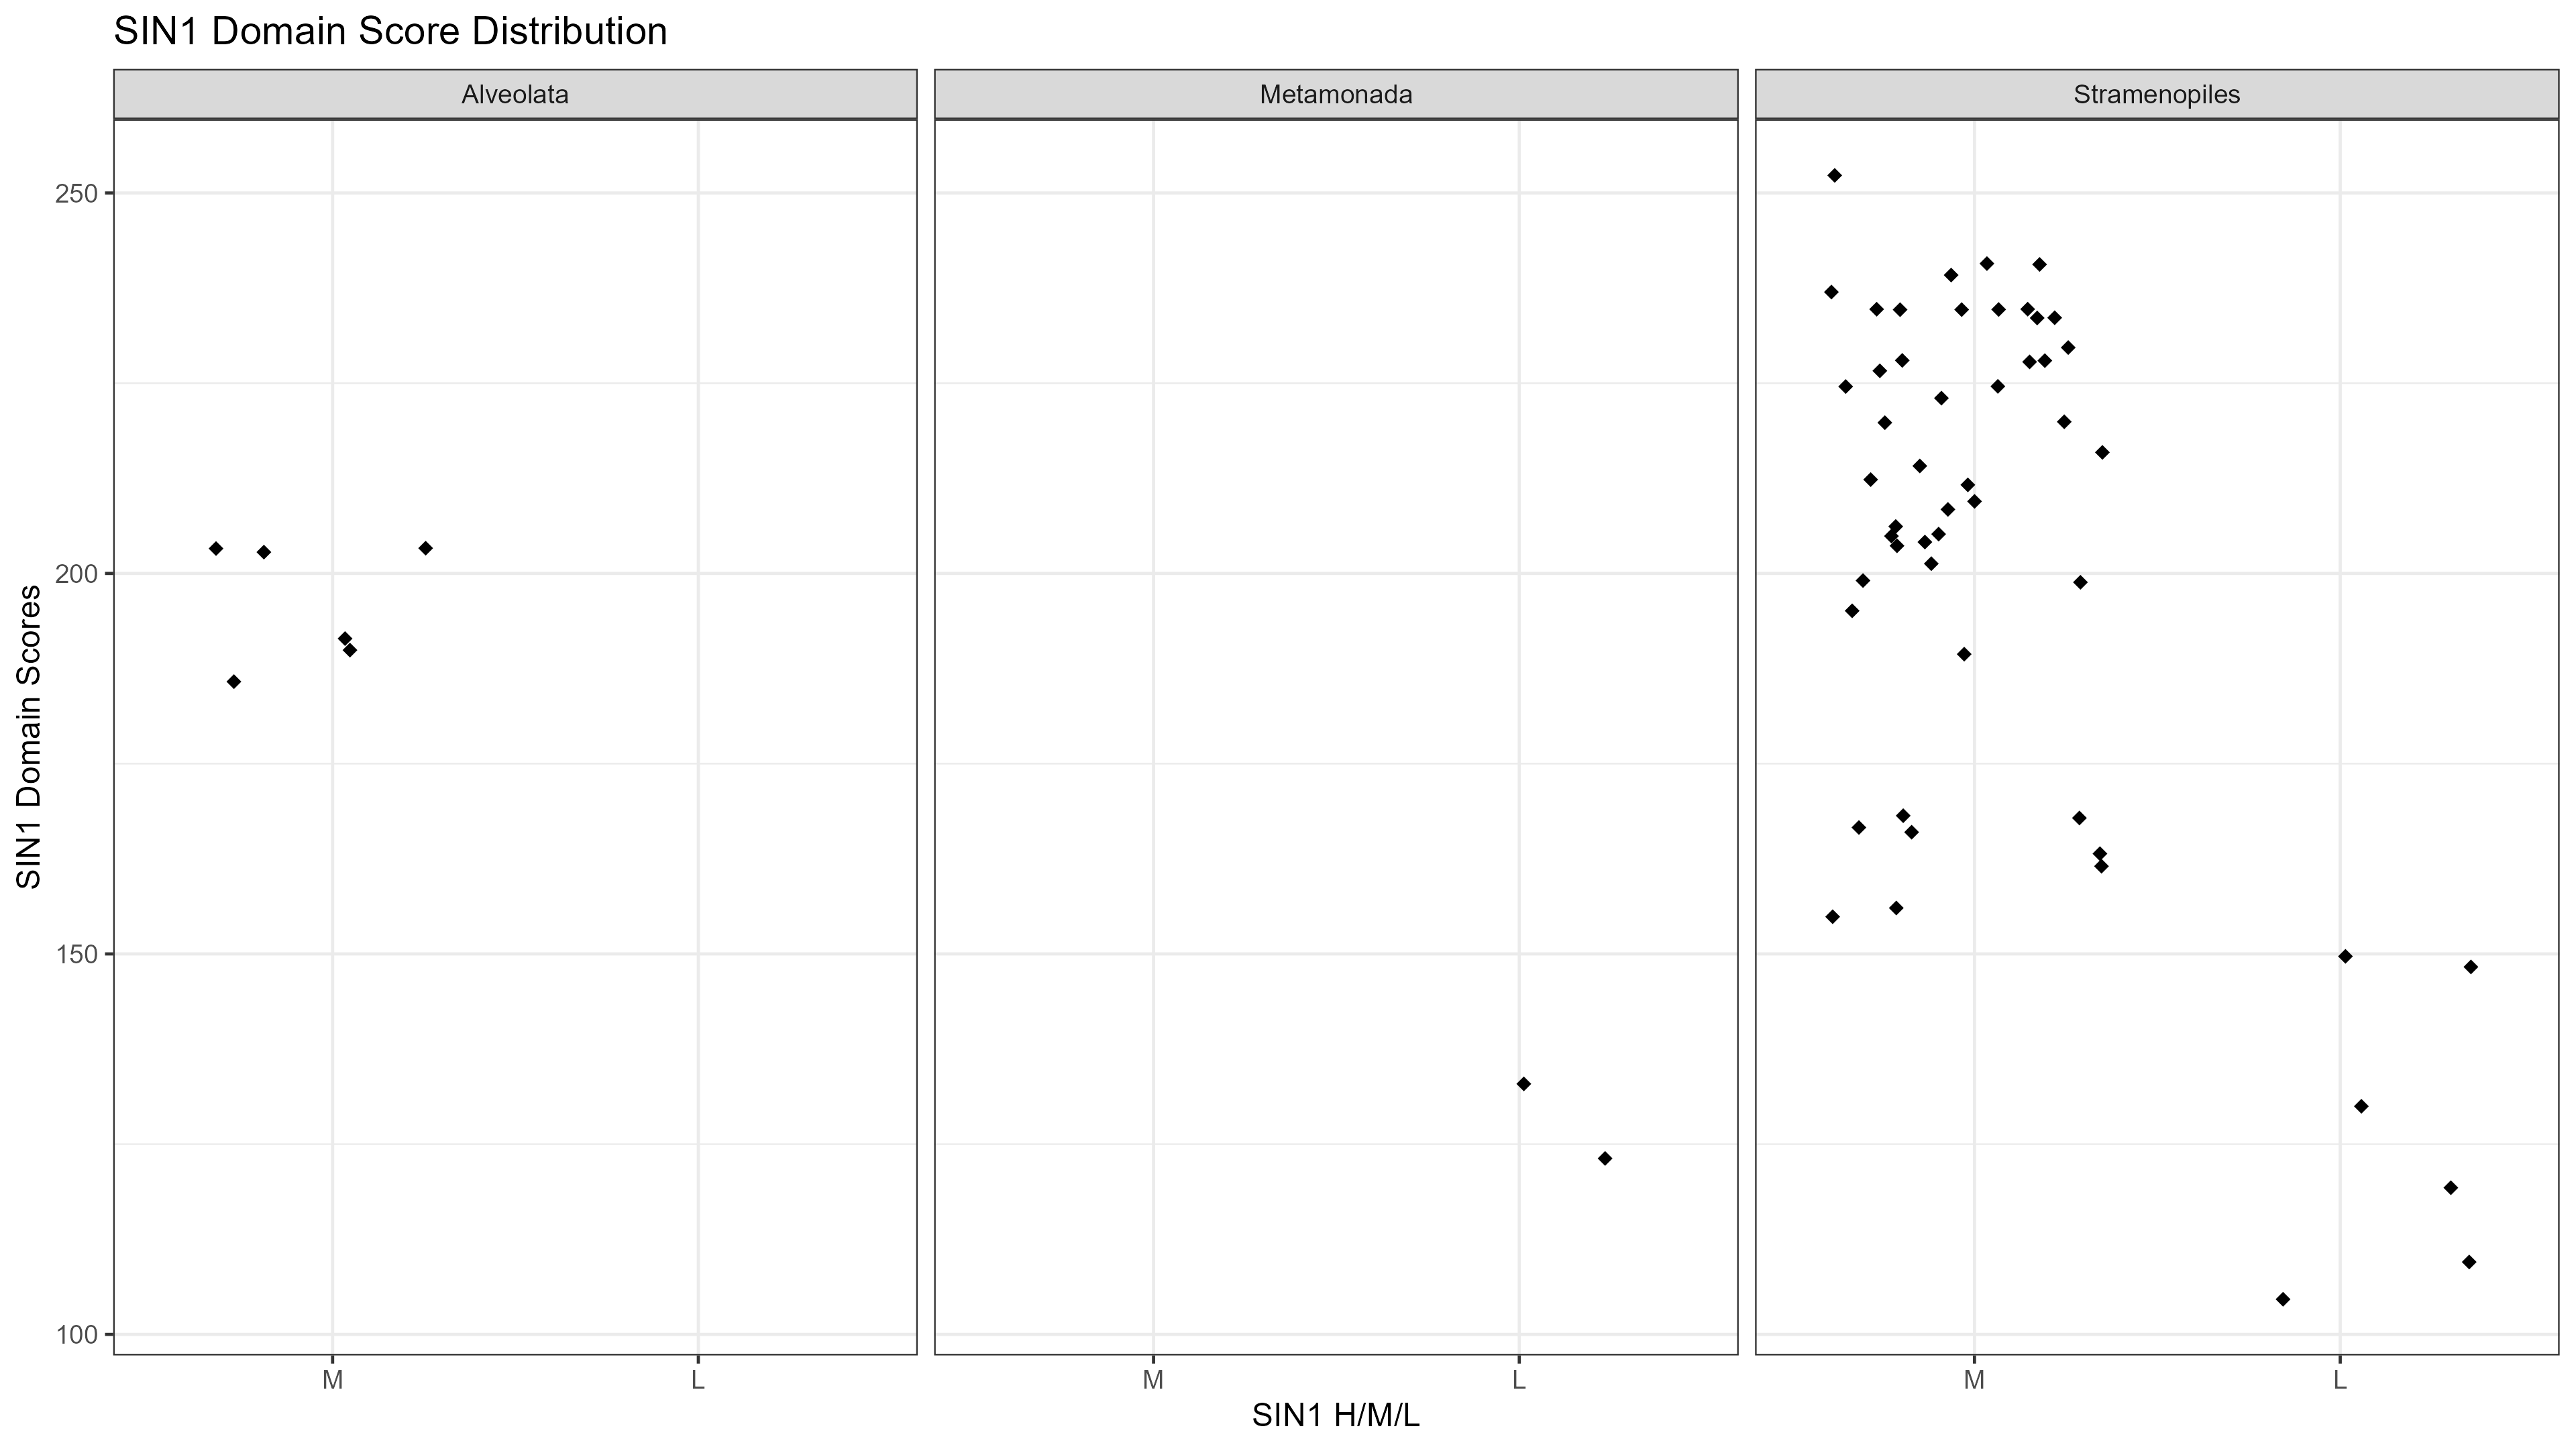 SIN1 Domain Score Distribution
Alveolata
Metamonada
Stramenopiles
250
200
150
100
SIN1 Domain Scores
M
L
M
L
M
L
SIN1 H/M/L